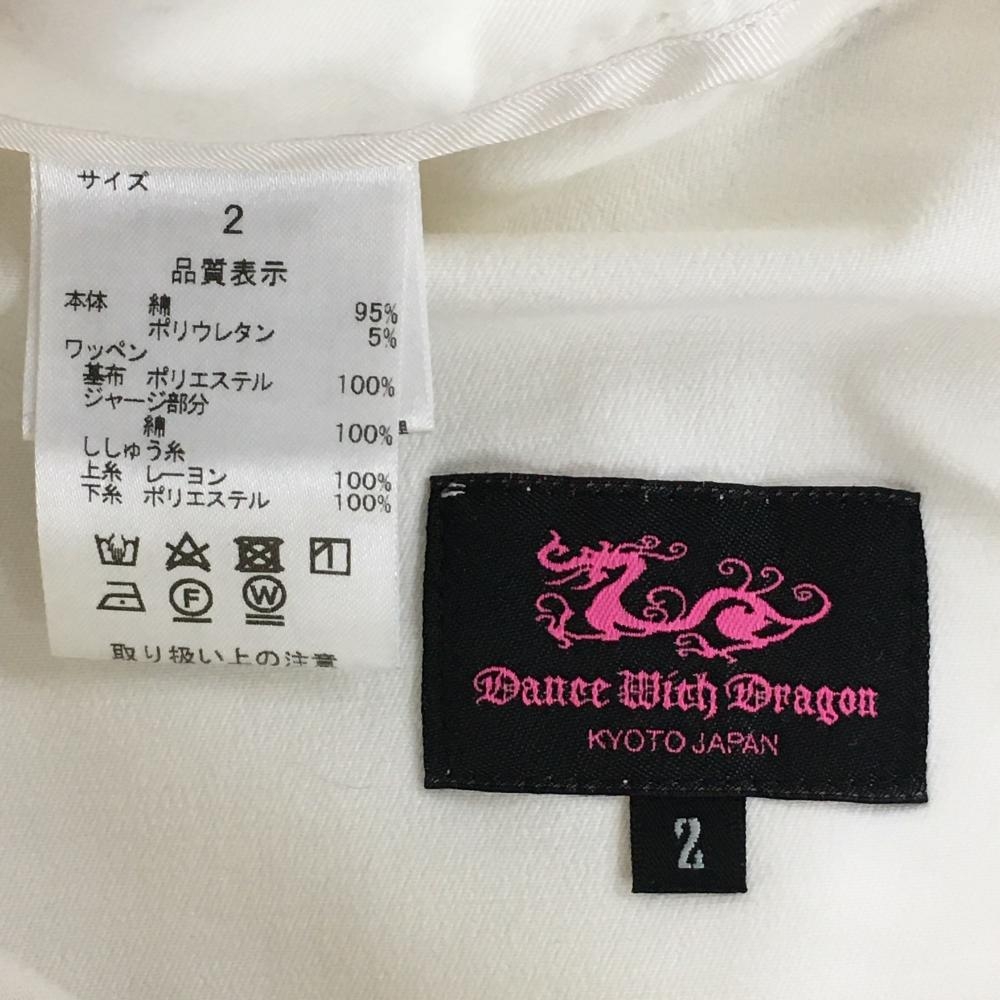 サイズ
2
品質表示
本体 綿 95%
ポリウレタン 5%
ワッペン
基布 ポリエステル 100%
ジャージ部分
綿 100%
ししゅう糸
上糸 レーヨン 100%
下糸 ポリエステル 100%
F
W
取り扱い上の注意
Dance With Dragon
KYOTO JAPAN
2